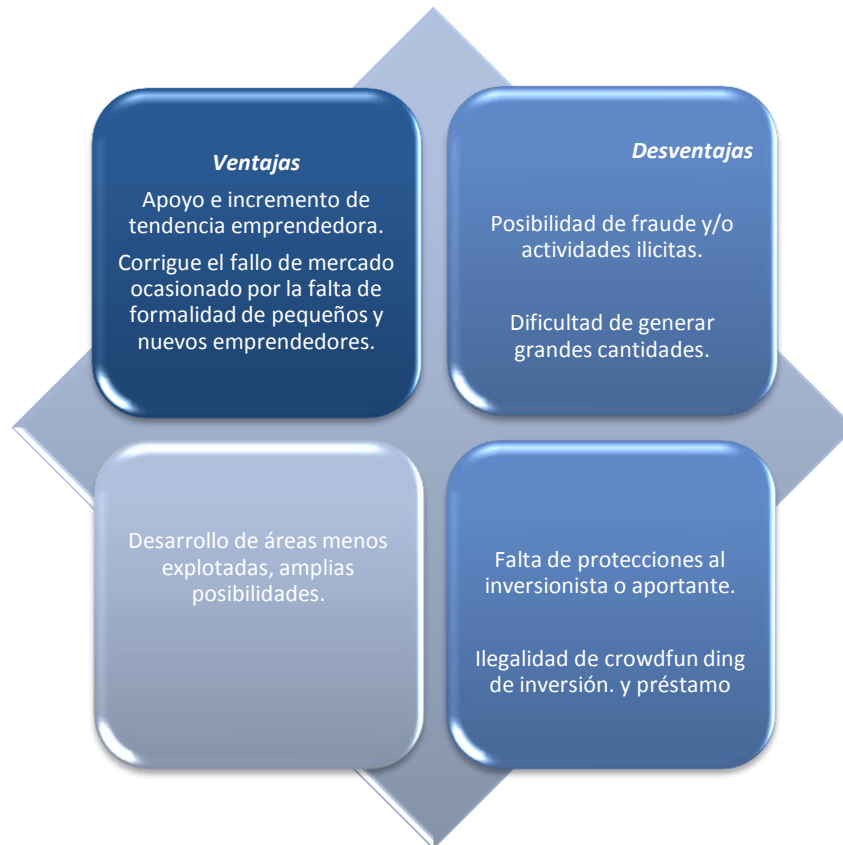 Ventajas
Apoyo e incremento de
tendencia emprendedora.
Corrigue el fallo de mercado
ocasionado por la falta de
formalidad de pequeños y
nuevos emprendedores.
Desventajas
Posibilidad de fraude y/o
actividades ilicitas.
Dificultad de generar
grandes cantidades.
Desarrollo de áreas menos
explotadas, amplias
posibilidades.
Falta de protecciones al
inversionista o aportante.
Ilegalidad de crowdfun ding
de inversión. y préstamo